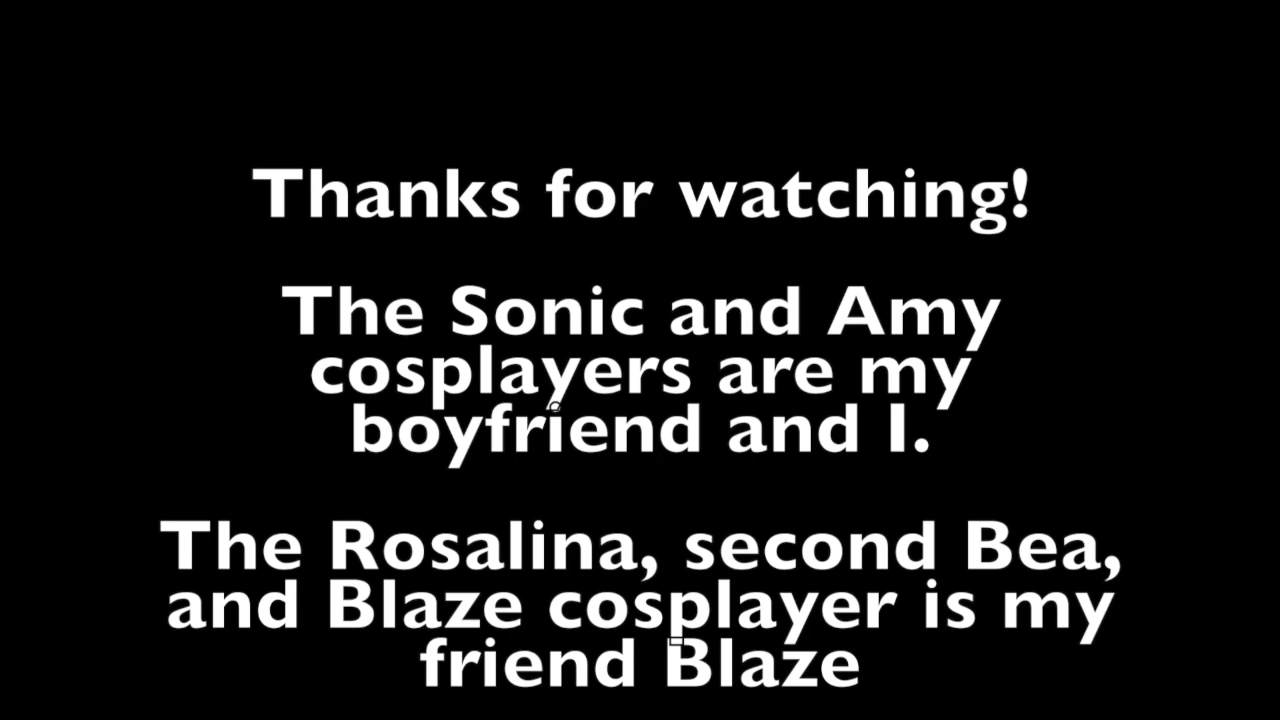 Thanks for watching!
The Sonic and Amy
cosplayers are my
boyfriend and I.
The Rosalina, second Bea,
and Blaze cosplayer is my
friend Blaze